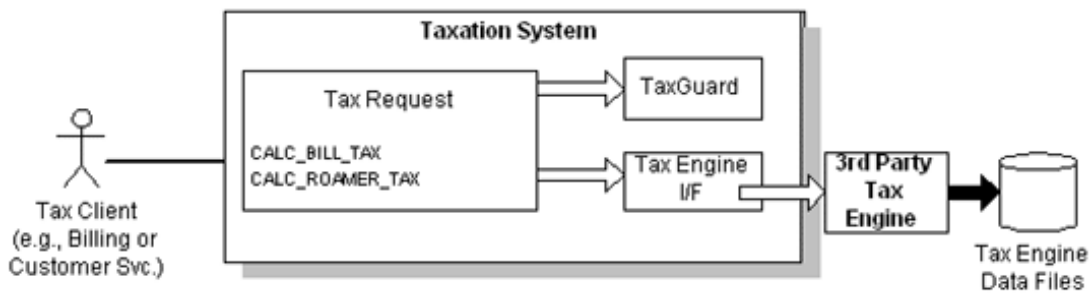 Taxation System
Tax Request
TaxGuard
CALC_BILL_TAX
CALC_ROAMER_TAX
Tax Engine
I/F
3rd Party
Tax
Engine
Tax Client
(e.g., Billing or
Customer Svc.)
Tax Engine
Data Files